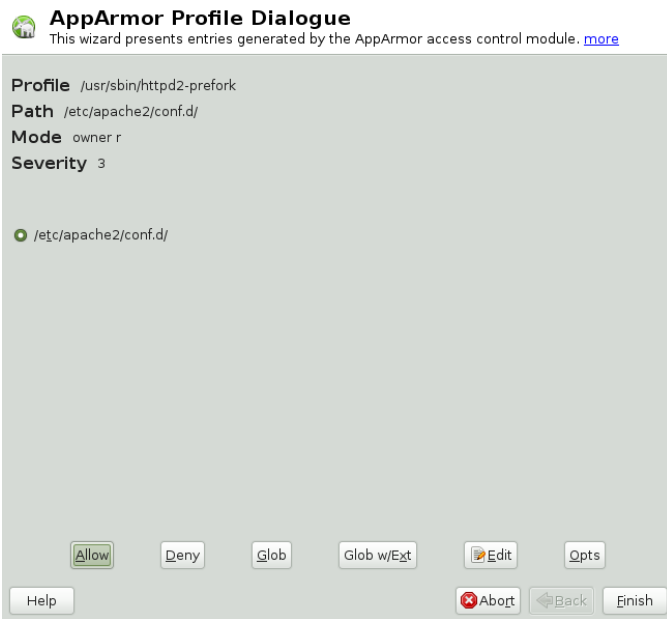 AppArmor Profile Dialogue
This wizard presents entries generated by the AppArmor access control module. more
Profile /usr/sbin/httpd2-prefork
Path /etc/apache2/conf.d/
Mode owner r
Severity 3
/etc/apache2/conf.d/
Allow Deny Glob Glob w/Ext Edit Opts
Help Abort Back Finish